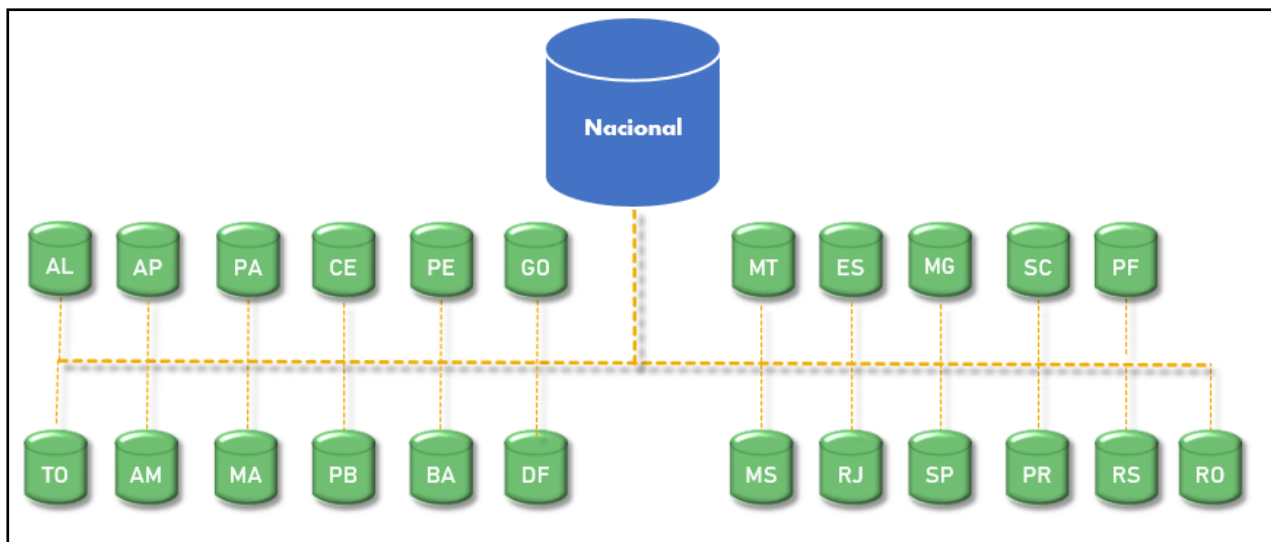 Nacional
AL AP PA CE PE GO MT ES MG SC PF
TO AM MA PB BA DF MS RJ SP PR RS RO